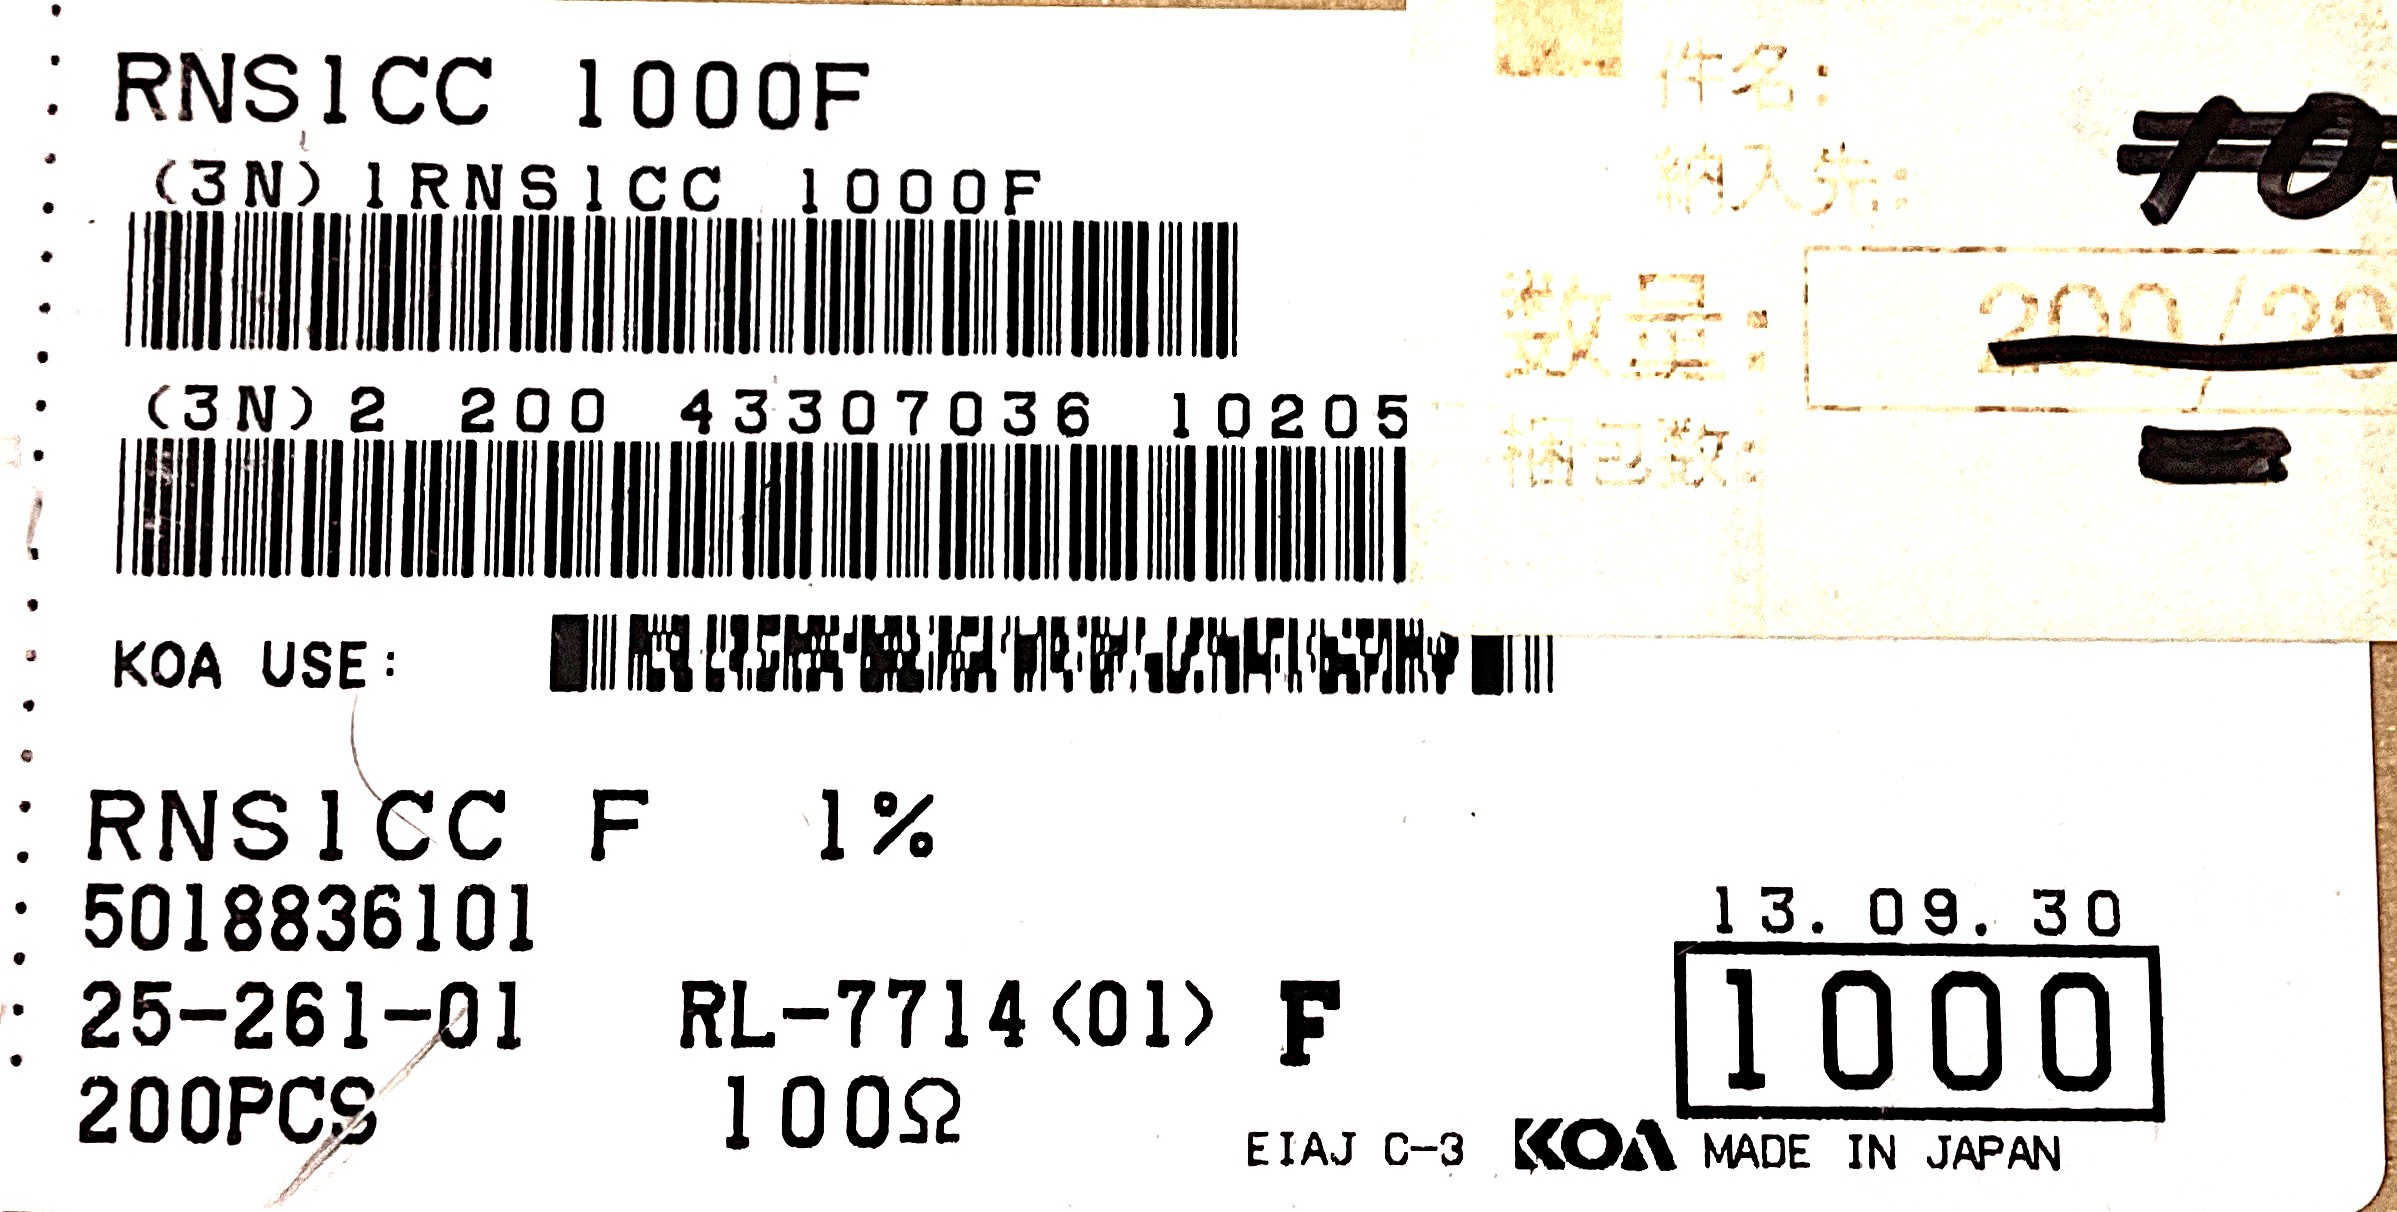 RNS1CC 1000F
(3N)1RNS1CC 1000F
(3N)2 200 43307036 10205
KOA USE:
RNS1CC F 1%
5018836101
25-261-01 RL-7714(01) F
200PCS 100Ω
13.09.30
1000
EIAJ C-3 KOA MADE IN JAPAN
件名:
納入先:
数量: 200/20
梱包数: